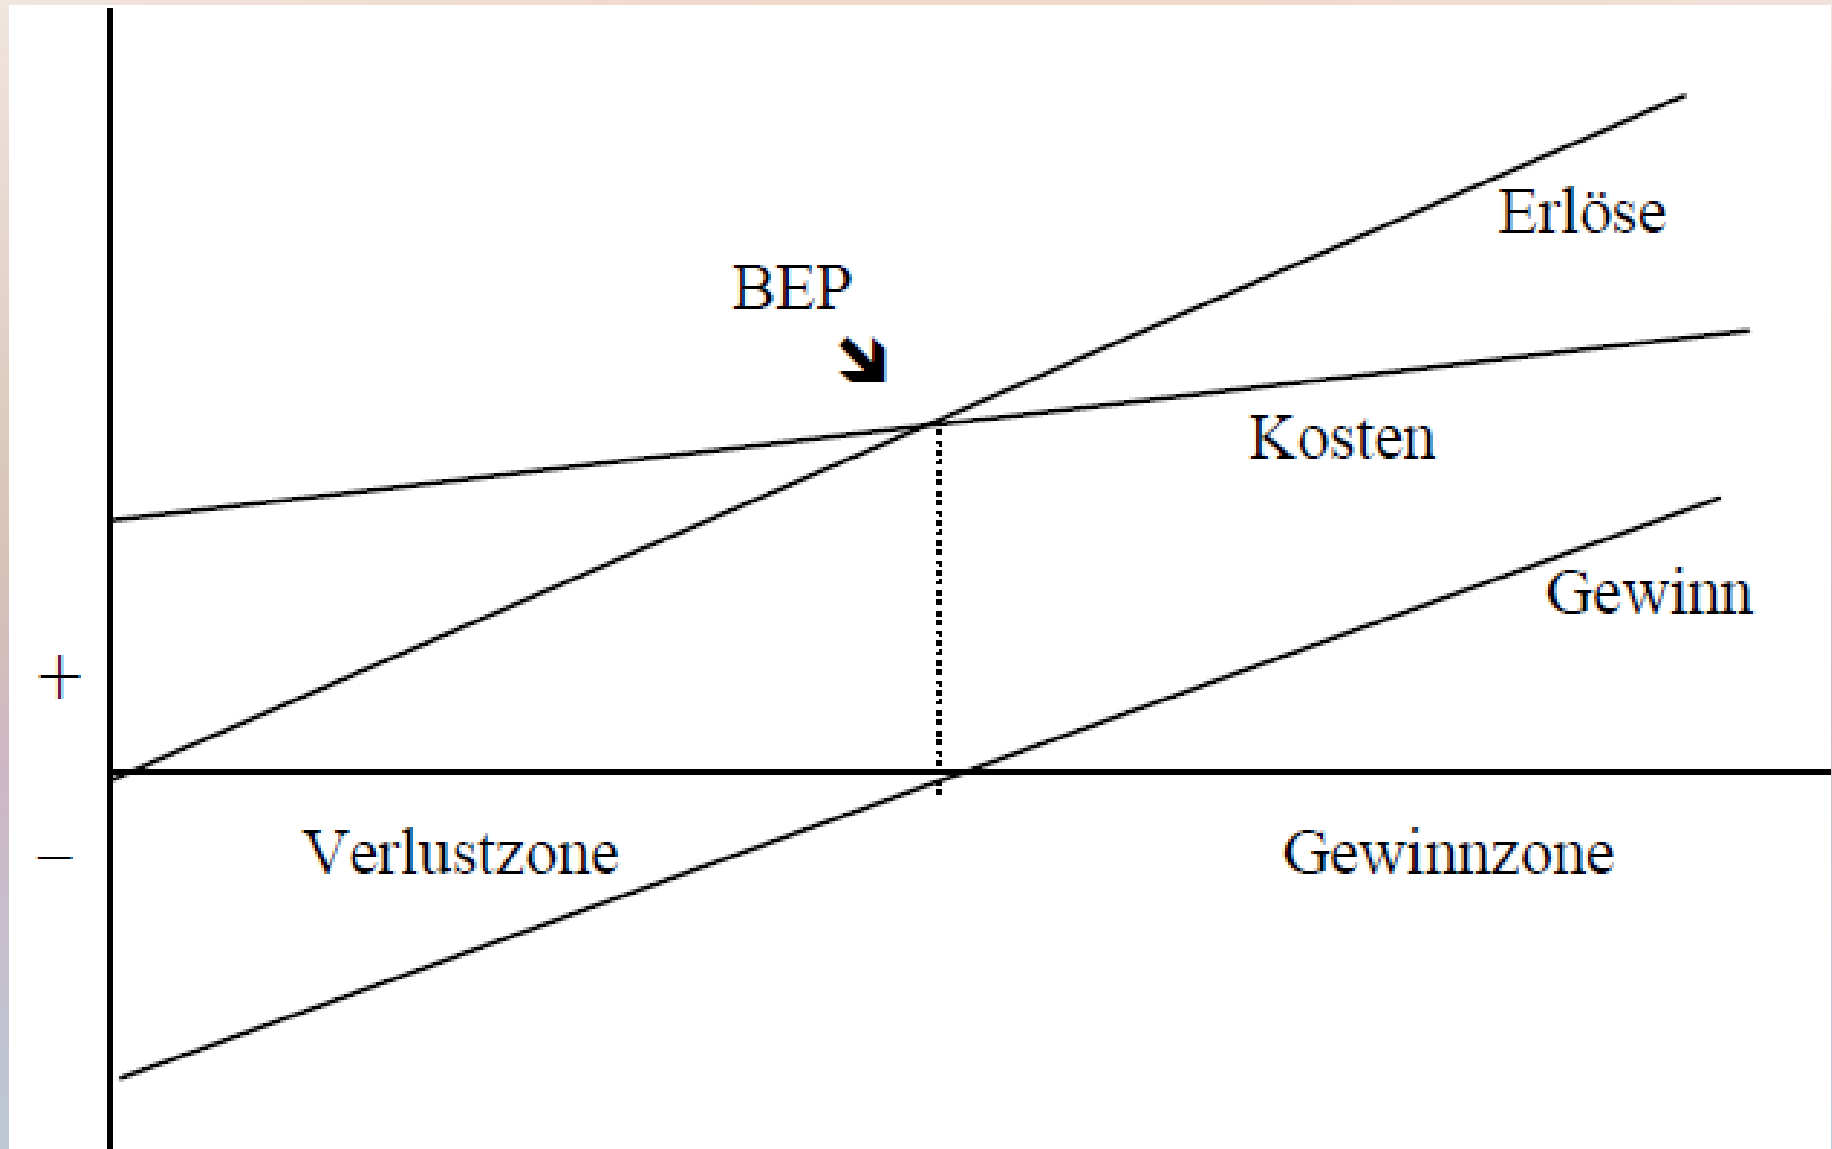 Erlöse
BEP
Kosten
Gewinn
+
–
Verlustzone
Gewinnzone